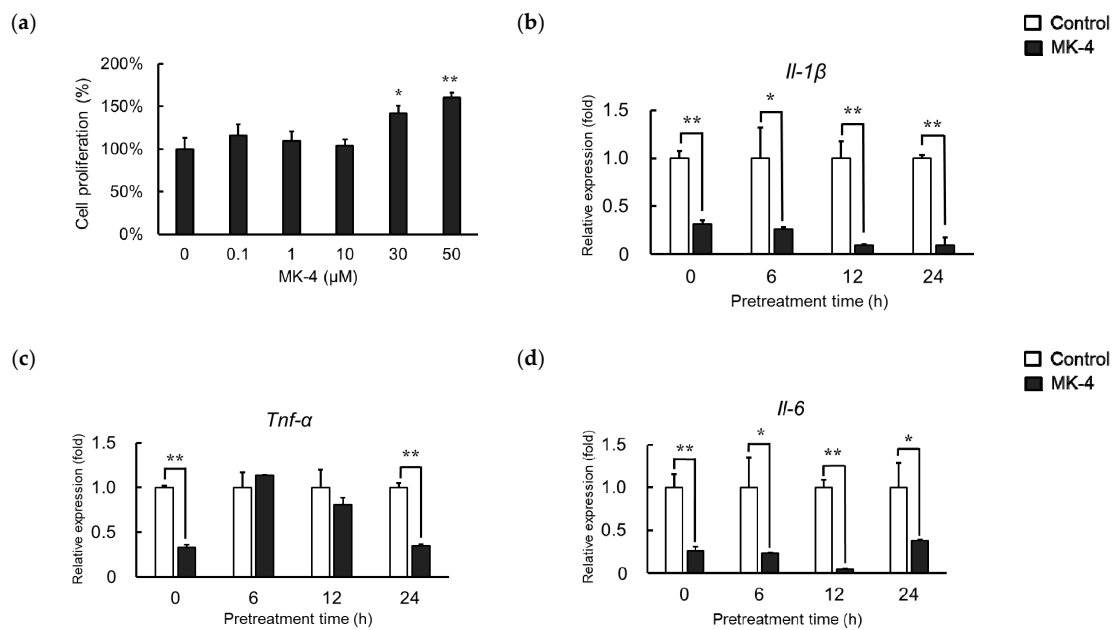 (a)
200%
150%
100%
50%
0%
Cell proliferation (%)
* **
0 0.1 1 10 30 50
MK-4 (µM)
(b)
Control
MK-4
Il-1β
1.5
1.0
0.5
0
Relative expression (fold)
** * ** **
0 6 12 24
Pretreatment time (h)
(c)
Tnf-α
1.5
1.0
0.5
0
Relative expression (fold)
** **
0 6 12 24
Pretreatment time (h)
(d)
Control
MK-4
Il-6
1.5
1.0
0.5
0
Relative expression (fold)
** * ** *
0 6 12 24
Pretreatment time (h)